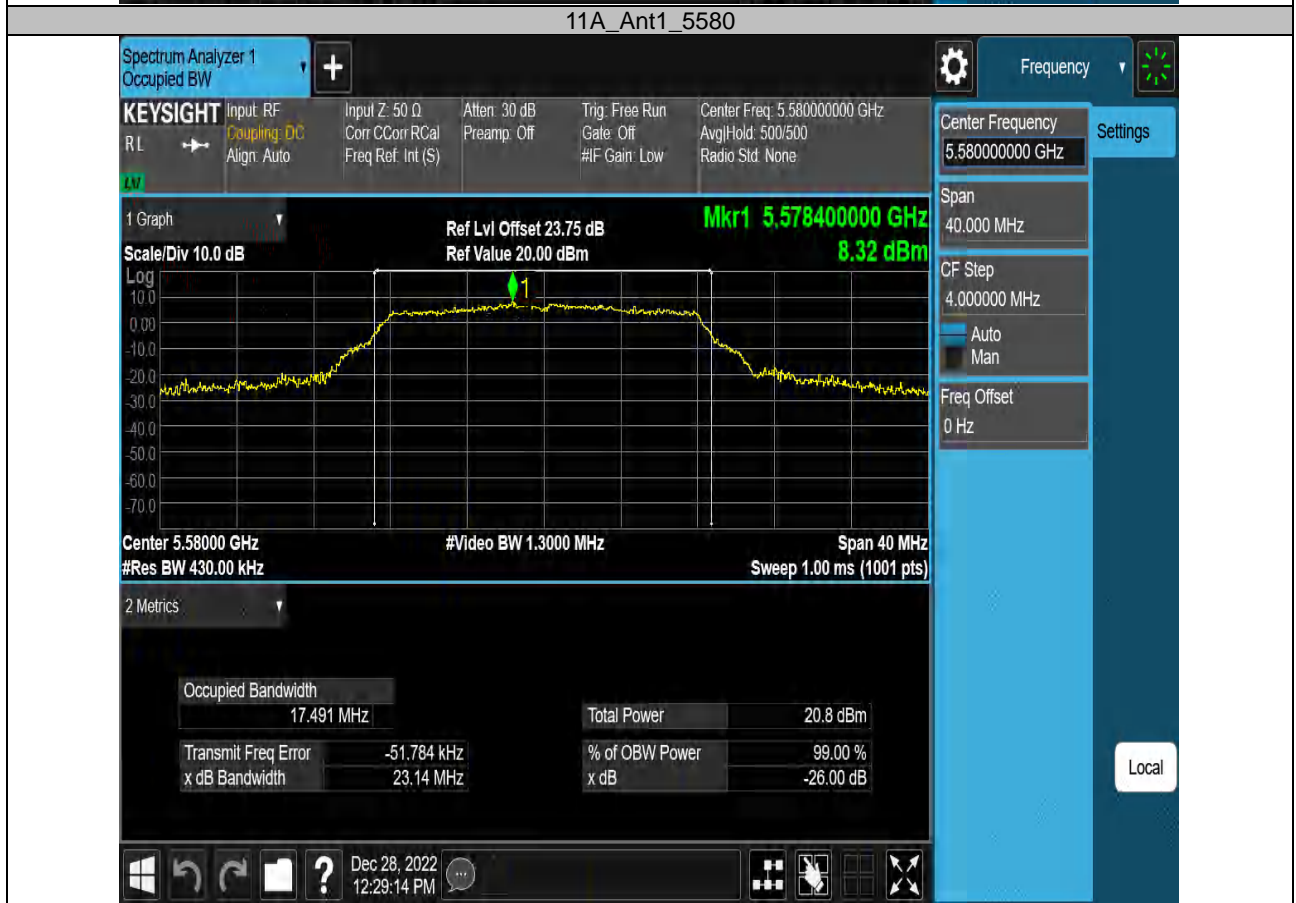 11A_Ant1_5580
Spectrum Analyzer 1
Occupied BW
+
Frequency
KEYSIGHT
RL
Input: RF
Coupling: DC
Align: Auto
Input Z: 50 Ω
Corr CCorr RCal
Freq Ref: Int (S)
Atten: 30 dB
Preamp: Off
Trig: Free Run
Gate: Off
#IF Gain: Low
Center Freq: 5.580000000 GHz
Avg|Hold: 500/500
Radio Std: None
Center Frequency
5.580000000 GHz
Settings
Span
40.000 MHz
CF Step
4.000000 MHz
Auto
Man
Freq Offset
0 Hz
1 Graph
Ref Lvl Offset 23.75 dB
Mkr1 5.578400000 GHz
Scale/Div 10.0 dB
Ref Value 20.00 dBm
8.32 dBm
Log
1
10.0
0.00
-10.0
-20.0
-30.0
-40.0
-50.0
-60.0
-70.0
Center 5.58000 GHz
#Video BW 1.3000 MHz
Span 40 MHz
#Res BW 430.00 kHz
Sweep 1.00 ms (1001 pts)
2 Metrics
Occupied Bandwidth
17.491 MHz
Total Power 20.8 dBm
Transmit Freq Error -51.784 kHz
% of OBW Power 99.00 %
x dB Bandwidth 23.14 MHz
x dB -26.00 dB
Local
?
Dec 28, 2022
12:29:14 PM